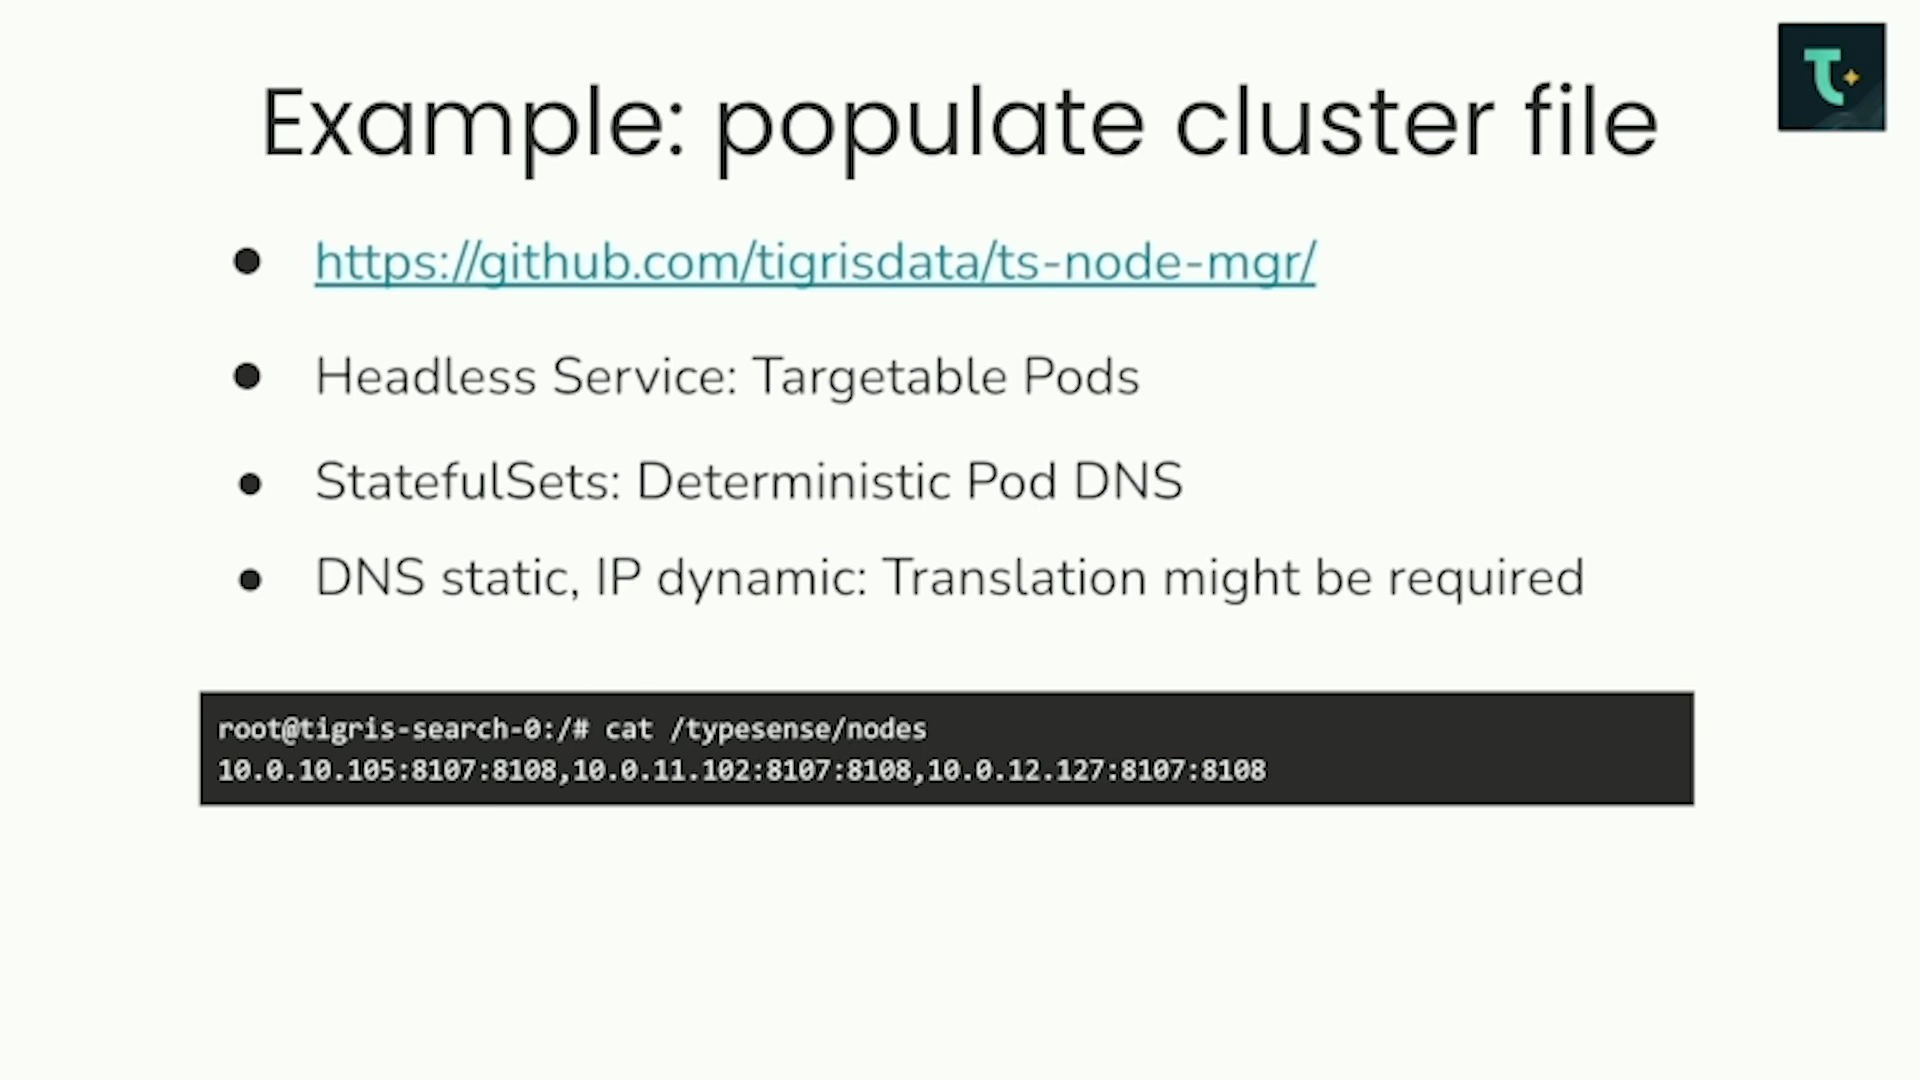 Example: populate cluster file
https://github.com/tigrisdata/ts-node-mgr/
Headless Service: Targetable Pods
StatefulSets: Deterministic Pod DNS
DNS static, IP dynamic: Translation might be required
root@tigris-search-0:/# cat /typesense/nodes
10.0.10.105:8107:8108,10.0.11.102:8107:8108,10.0.12.127:8107:8108